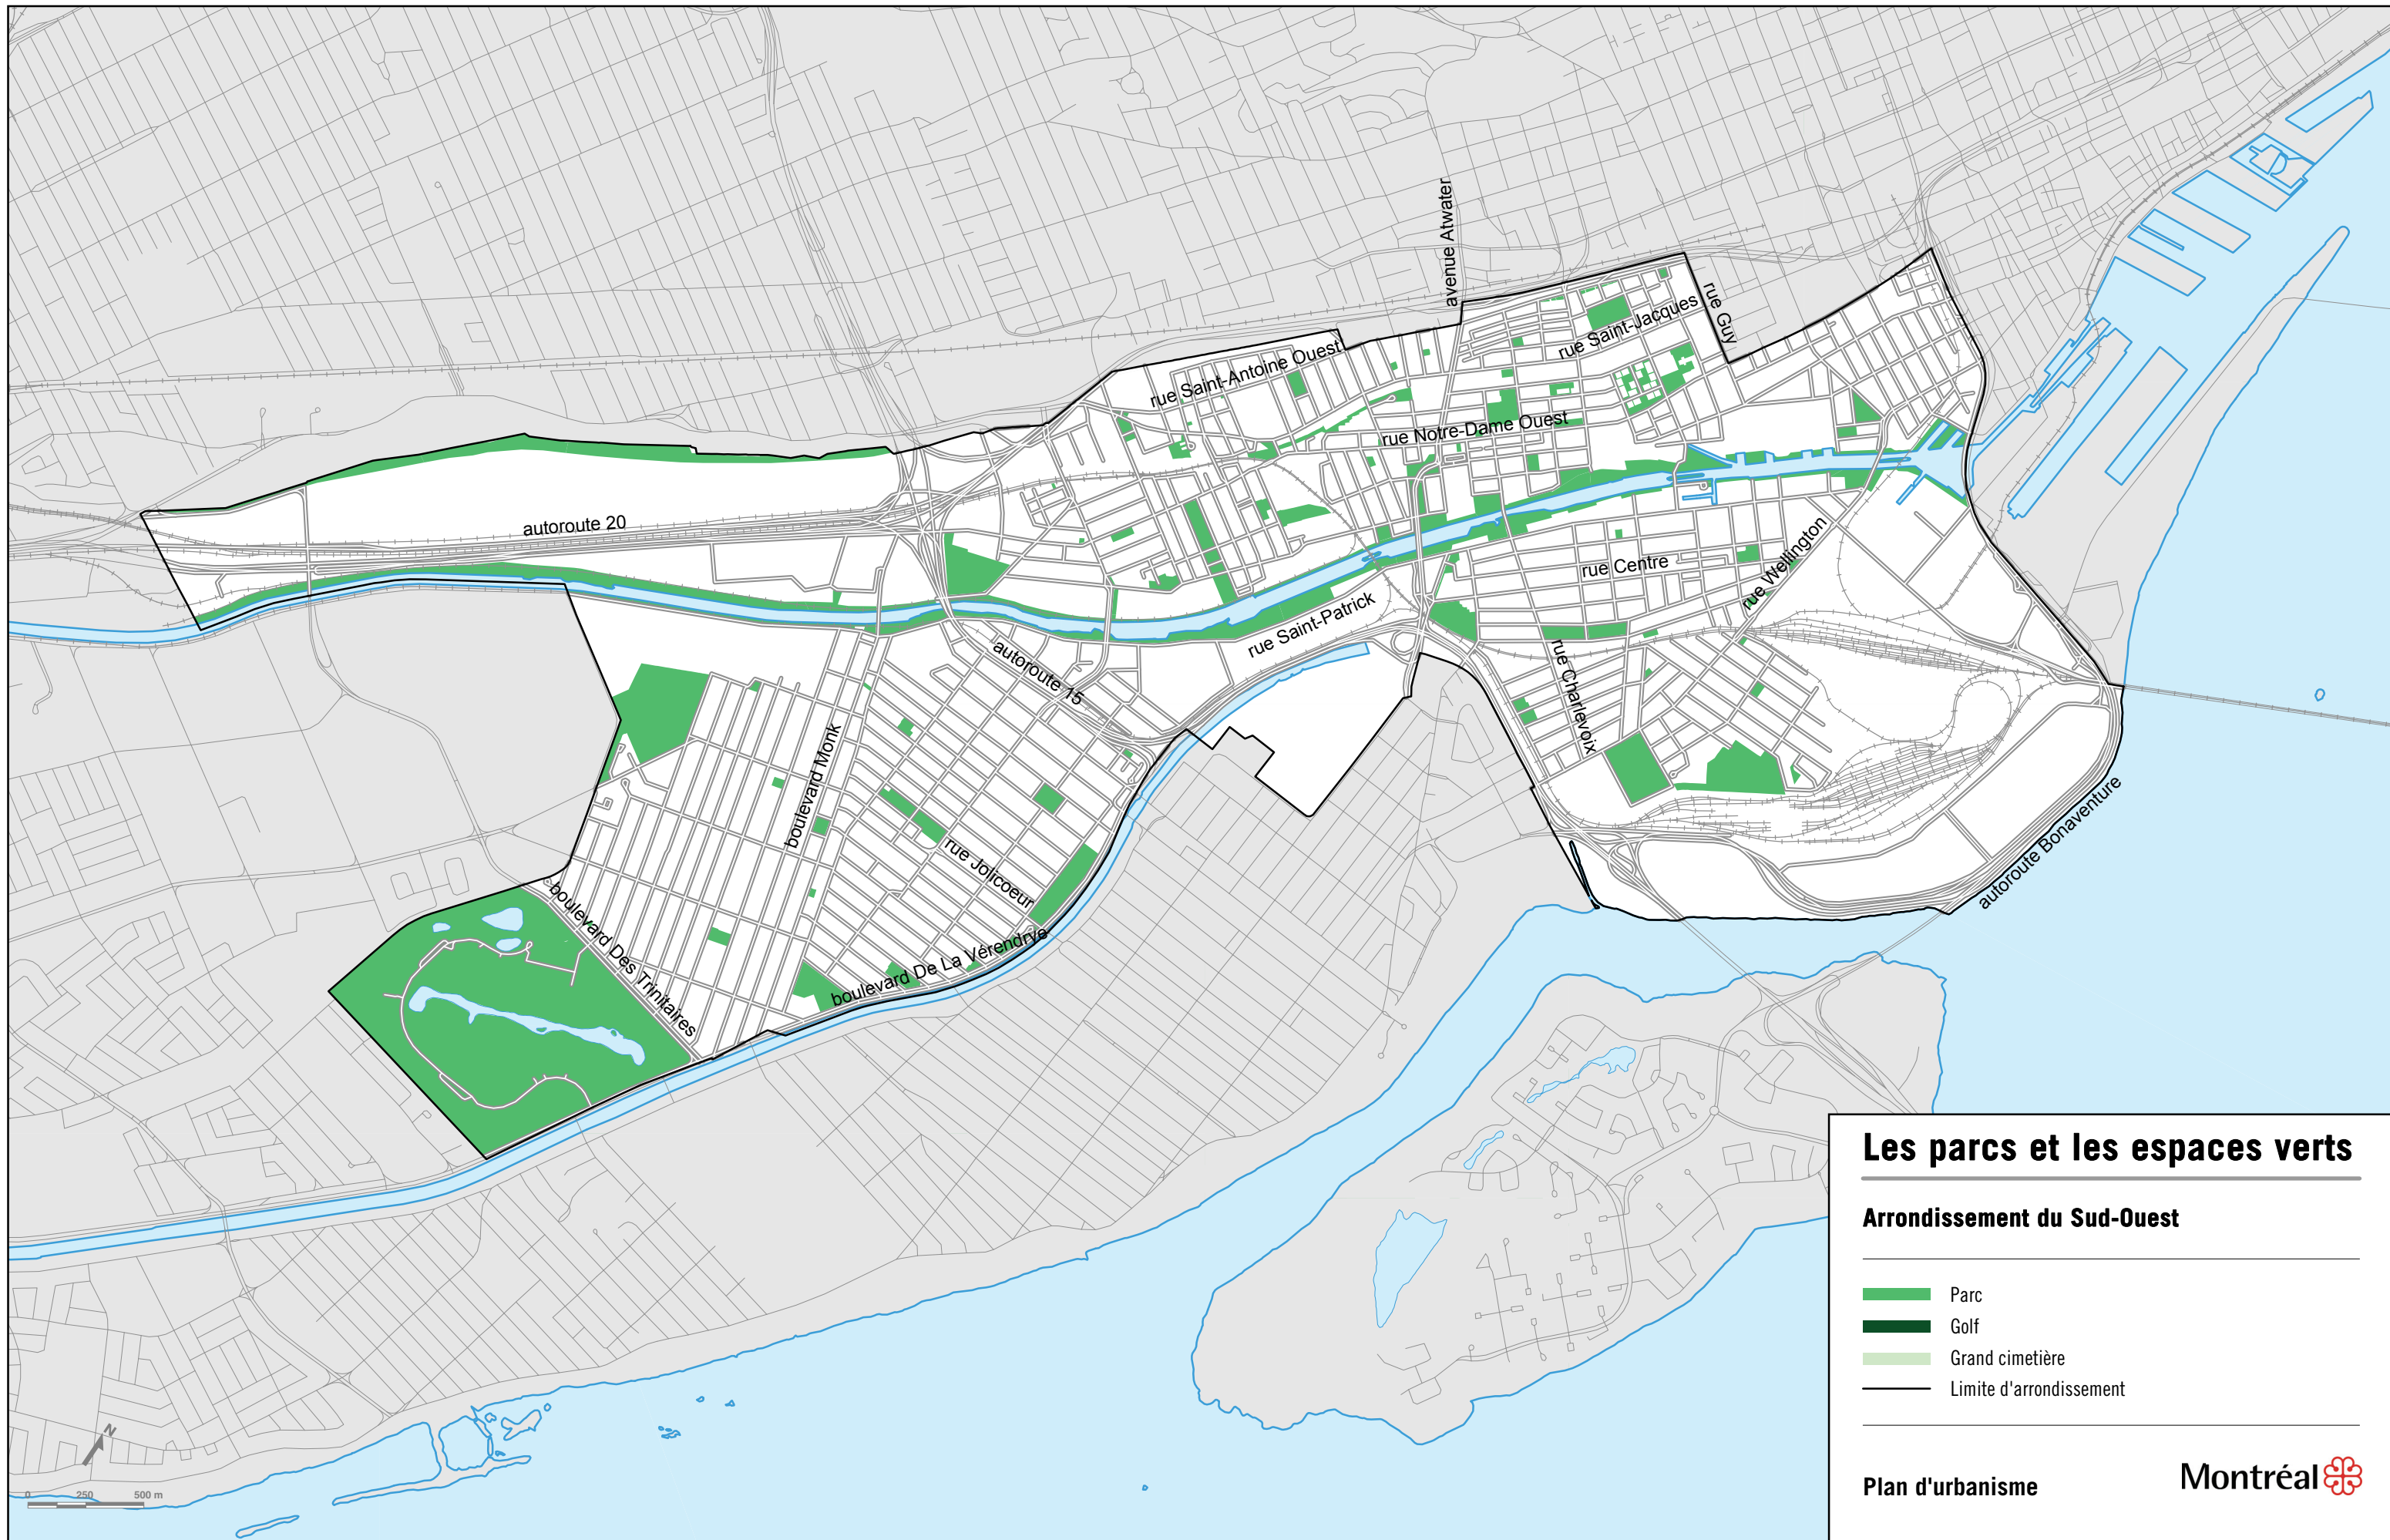 avenue Atwater
rue Guy
rue Saint-Jacques
rue Saint-Antoine Ouest
rue Notre-Dame Ouest
autoroute 20
rue Centre
rue Wellington
rue Saint-Patrick
autoroute 15
rue Charlevoix
boulevard Monk
rue Jolicoeur
autoroute Bonaventure
boulevard Des Trinitaires
boulevard De La Vérendrye
Les parcs et les espaces verts
Arrondissement du Sud-Ouest
Parc
Golf
Grand cimetière
Limite d'arrondissement
Plan d'urbanisme
Montréal
N
0 250 500 m